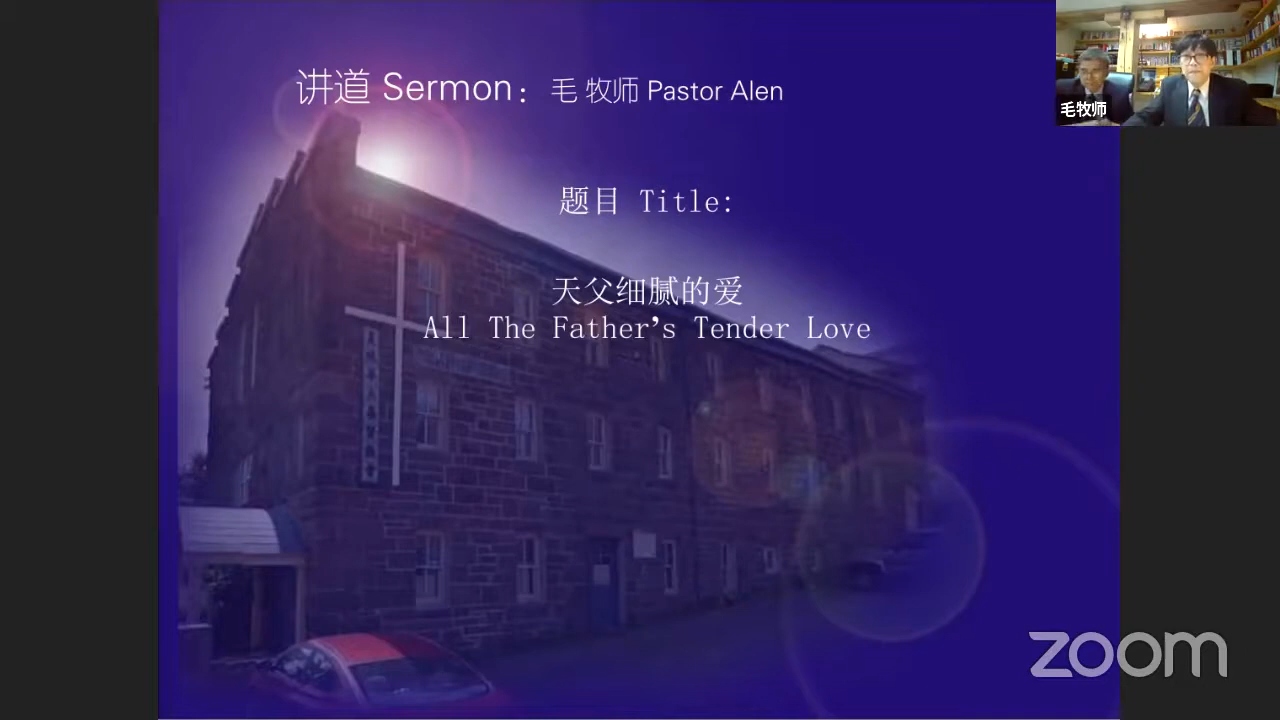 讲道 Sermon：毛 牧师 Pastor Alen
毛牧师
题目 Title:
天父细腻的爱
All The Father's Tender Love
zoom